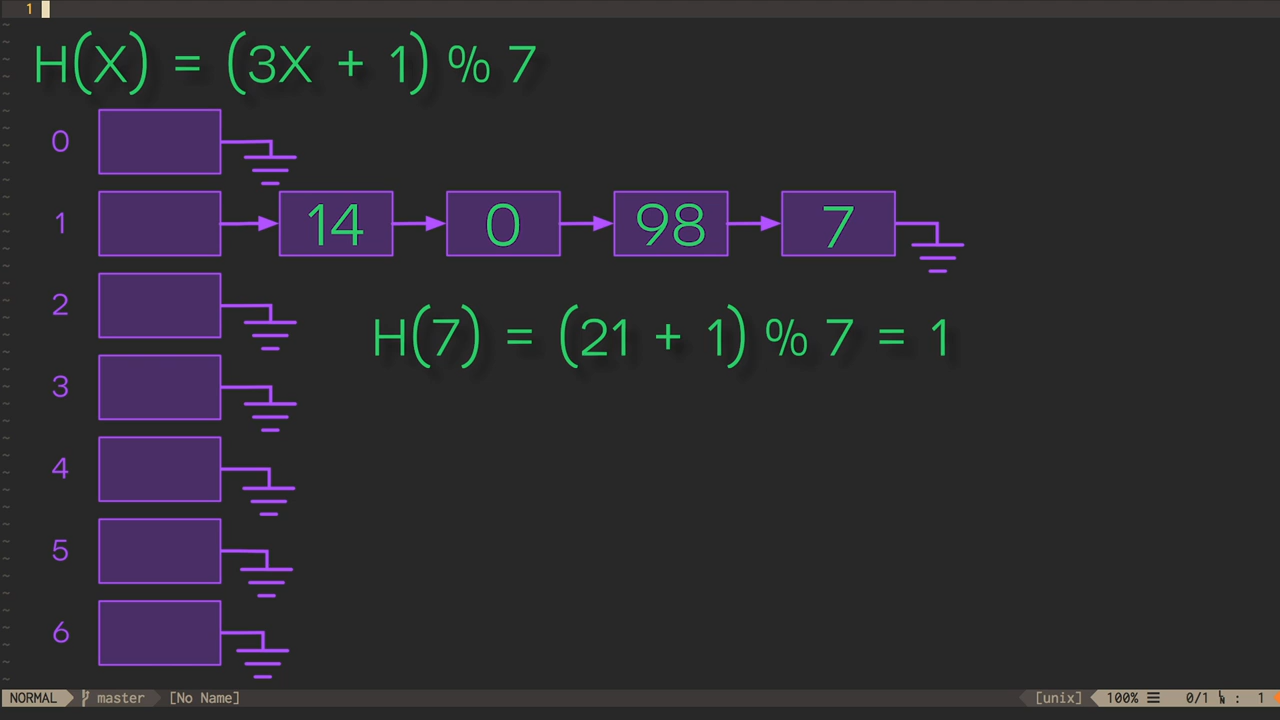 1
H(X) = (3X + 1) % 7
0
1 14 0 98 7
2
H(7) = (21 + 1) % 7 = 1
3
4
5
6
NORMAL master [No Name] [unix] 100% ☰ 0/1 ㏑ : 1